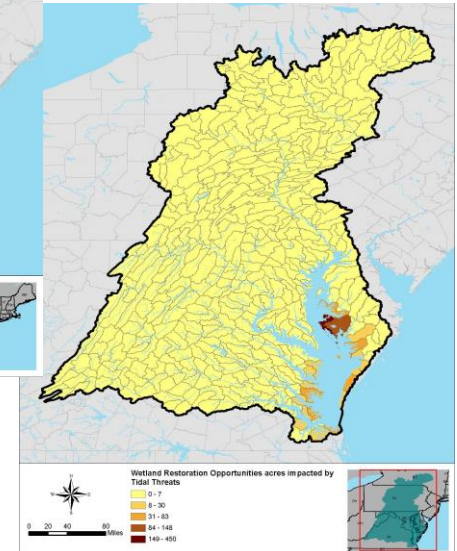 Wetland Restoration Opportunities acres impacted by
Tidal Threats
0 - 7
8 - 30
31 - 83
84 - 148
149 - 450
N
W
E
S
0 20 40 80
Miles